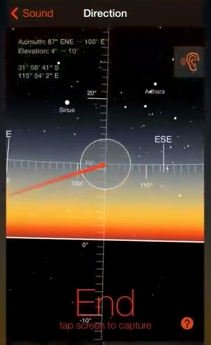 Sound
Direction
Azimuth: 87° ENE → 105° E
Elevation: 4° → 10°
31° 58' 41" S
115° 54' 2" E
Sirius
Adhara
20°
E
ESE
10°
100°
110°
0°
End
-10°
tap screen to capture
?